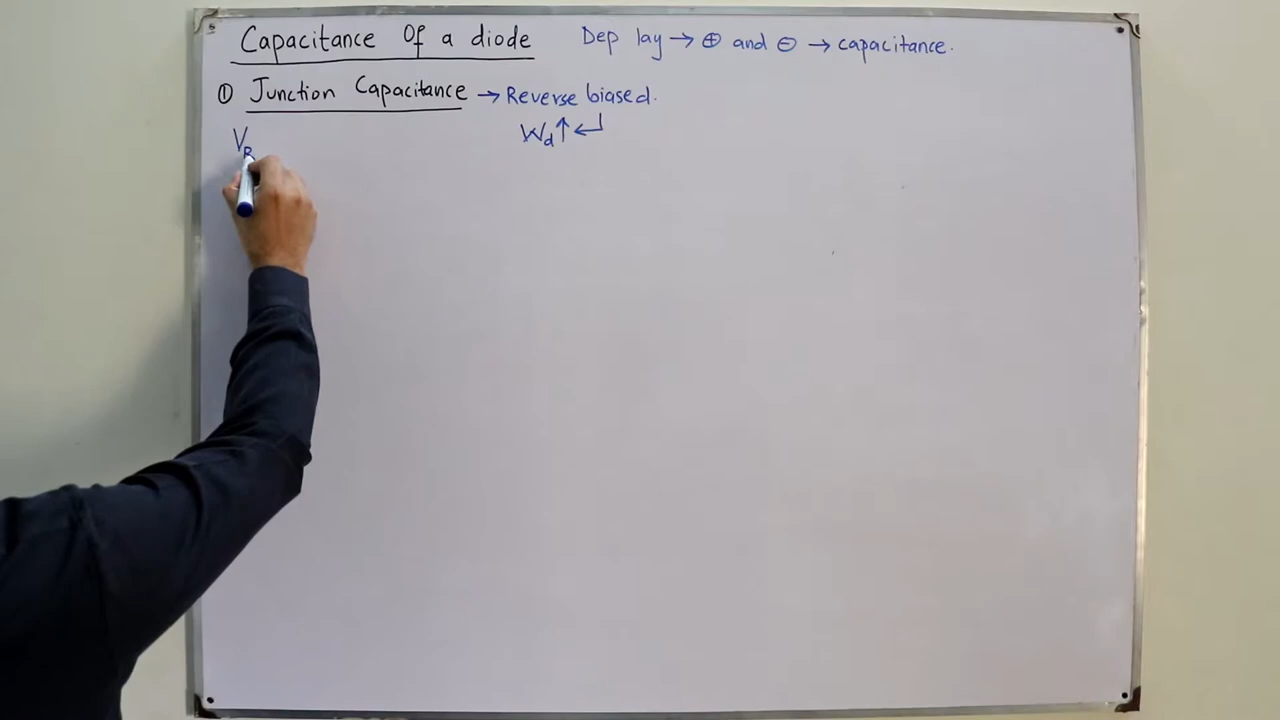 Capacitance Of a diode Dep lay → ⊕ and ⊖ → capacitance.
① Junction Capacitance → Reverse biased.
Wd↑ ↵
VR